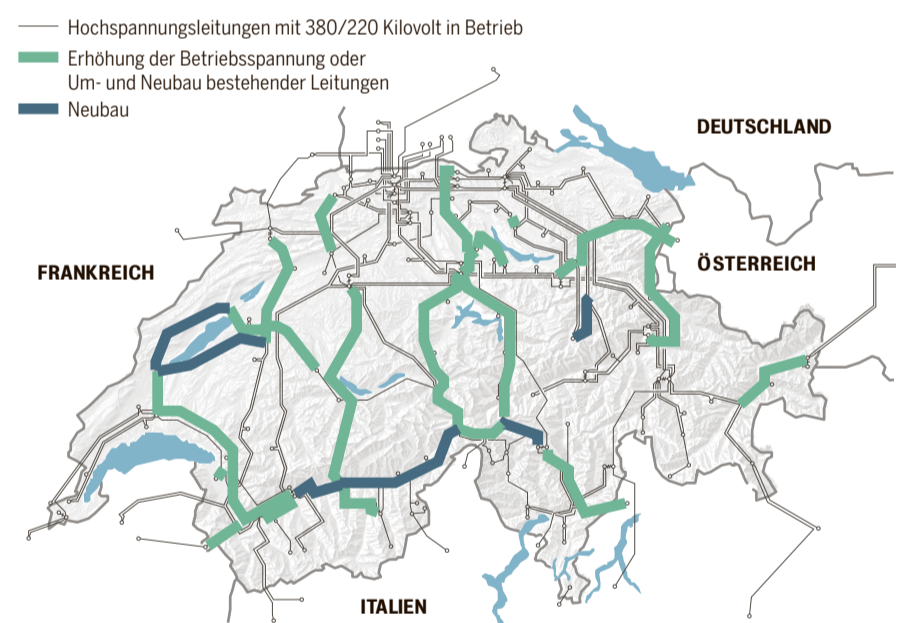 Hochspannungsleitungen mit 380/220 Kilovolt in Betrieb
Erhöhung der Betriebsspannung oder
Um- und Neubau bestehender Leitungen
Neubau
DEUTSCHLAND
FRANKREICH
ÖSTERREICH
ITALIEN